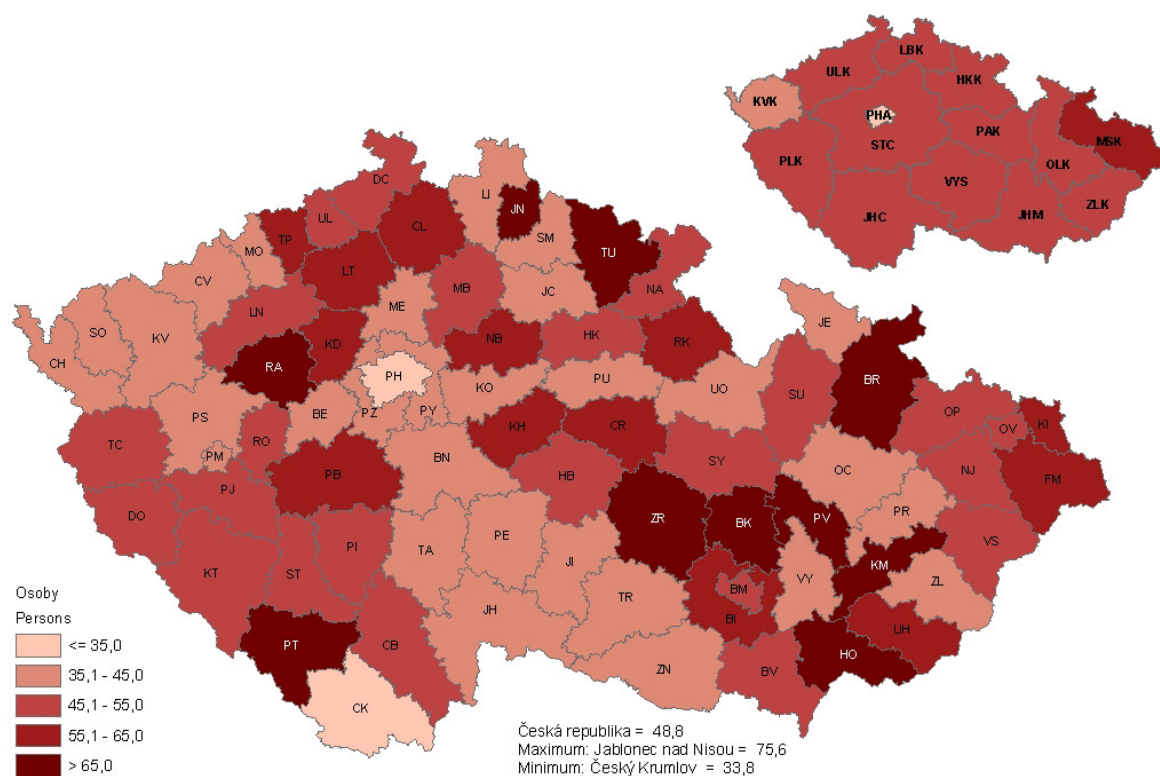 LBK
ULK
HKK
KVK
PHA
PAK
MSK
STC
PLK
OLK
VYS
ZLK
JHC
JHM
DC
LI
UL
JN
CL
TP
SM
MO
TU
LT
CV
MB
NA
JC
ME
LN
SO
KV
JE
KD
NB
HK
RK
CH
RA
PH
KO
PU
UO
BR
SU
OP
PS
BE
PZ
PY
KI
OV
TC
RO
KH
CR
PM
BN
SY
OC
NJ
FM
PB
HB
PJ
DO
PR
ZR
BK
PV
VS
PI
TA
PE
KT
ST
JI
KM
VY
ZL
BM
TR
JH
BI
UH
PT
CB
HO
ZN
BV
CK
Osoby
Persons
<= 35,0
35,1 - 45,0
45,1 - 55,0
55,1 - 65,0
> 65,0
Česká republika = 48,8
Maximum: Jablonec nad Nisou = 75,6
Minimum: Český Krumlov = 33,8